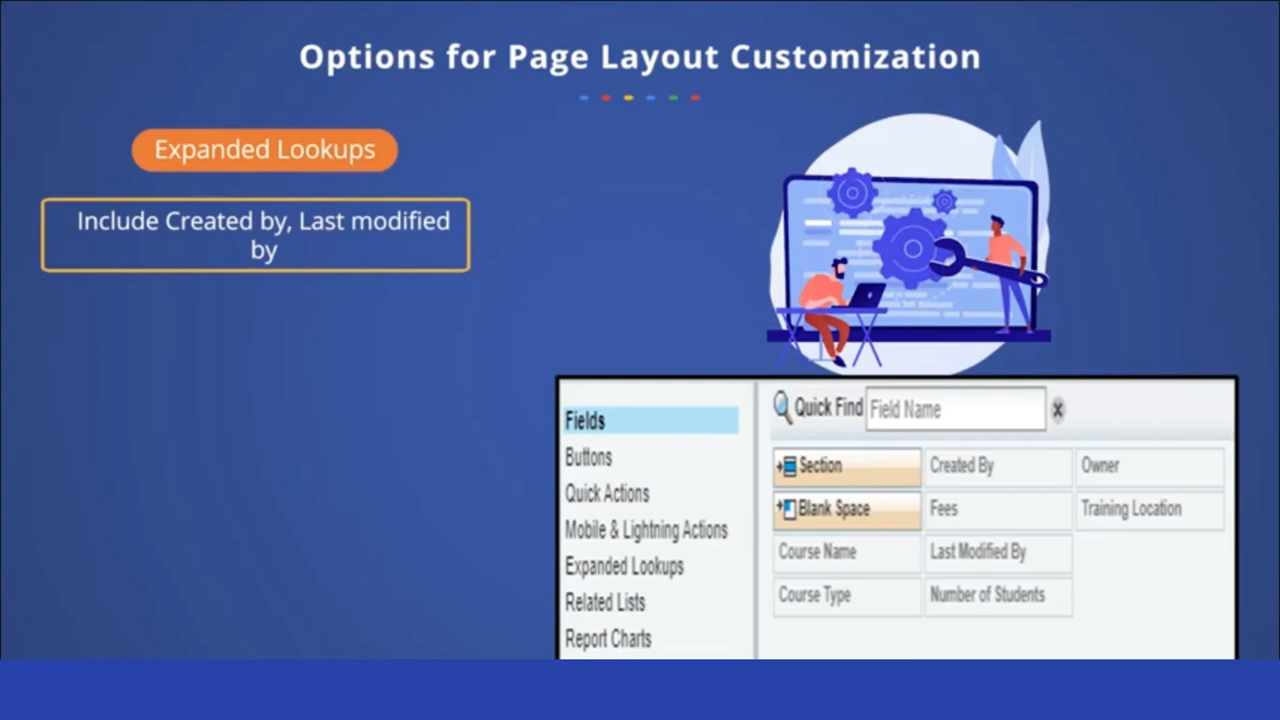 Options for Page Layout Customization
Expanded Lookups
Include Created by, Last modified
by
Fields
Buttons
Quick Actions
Mobile & Lightning Actions
Expanded Lookups
Related Lists
Report Charts
Quick Find Field Name x
Section Created By Owner
Blank Space Fees Training Location
Course Name Last Modified By
Course Type Number of Students